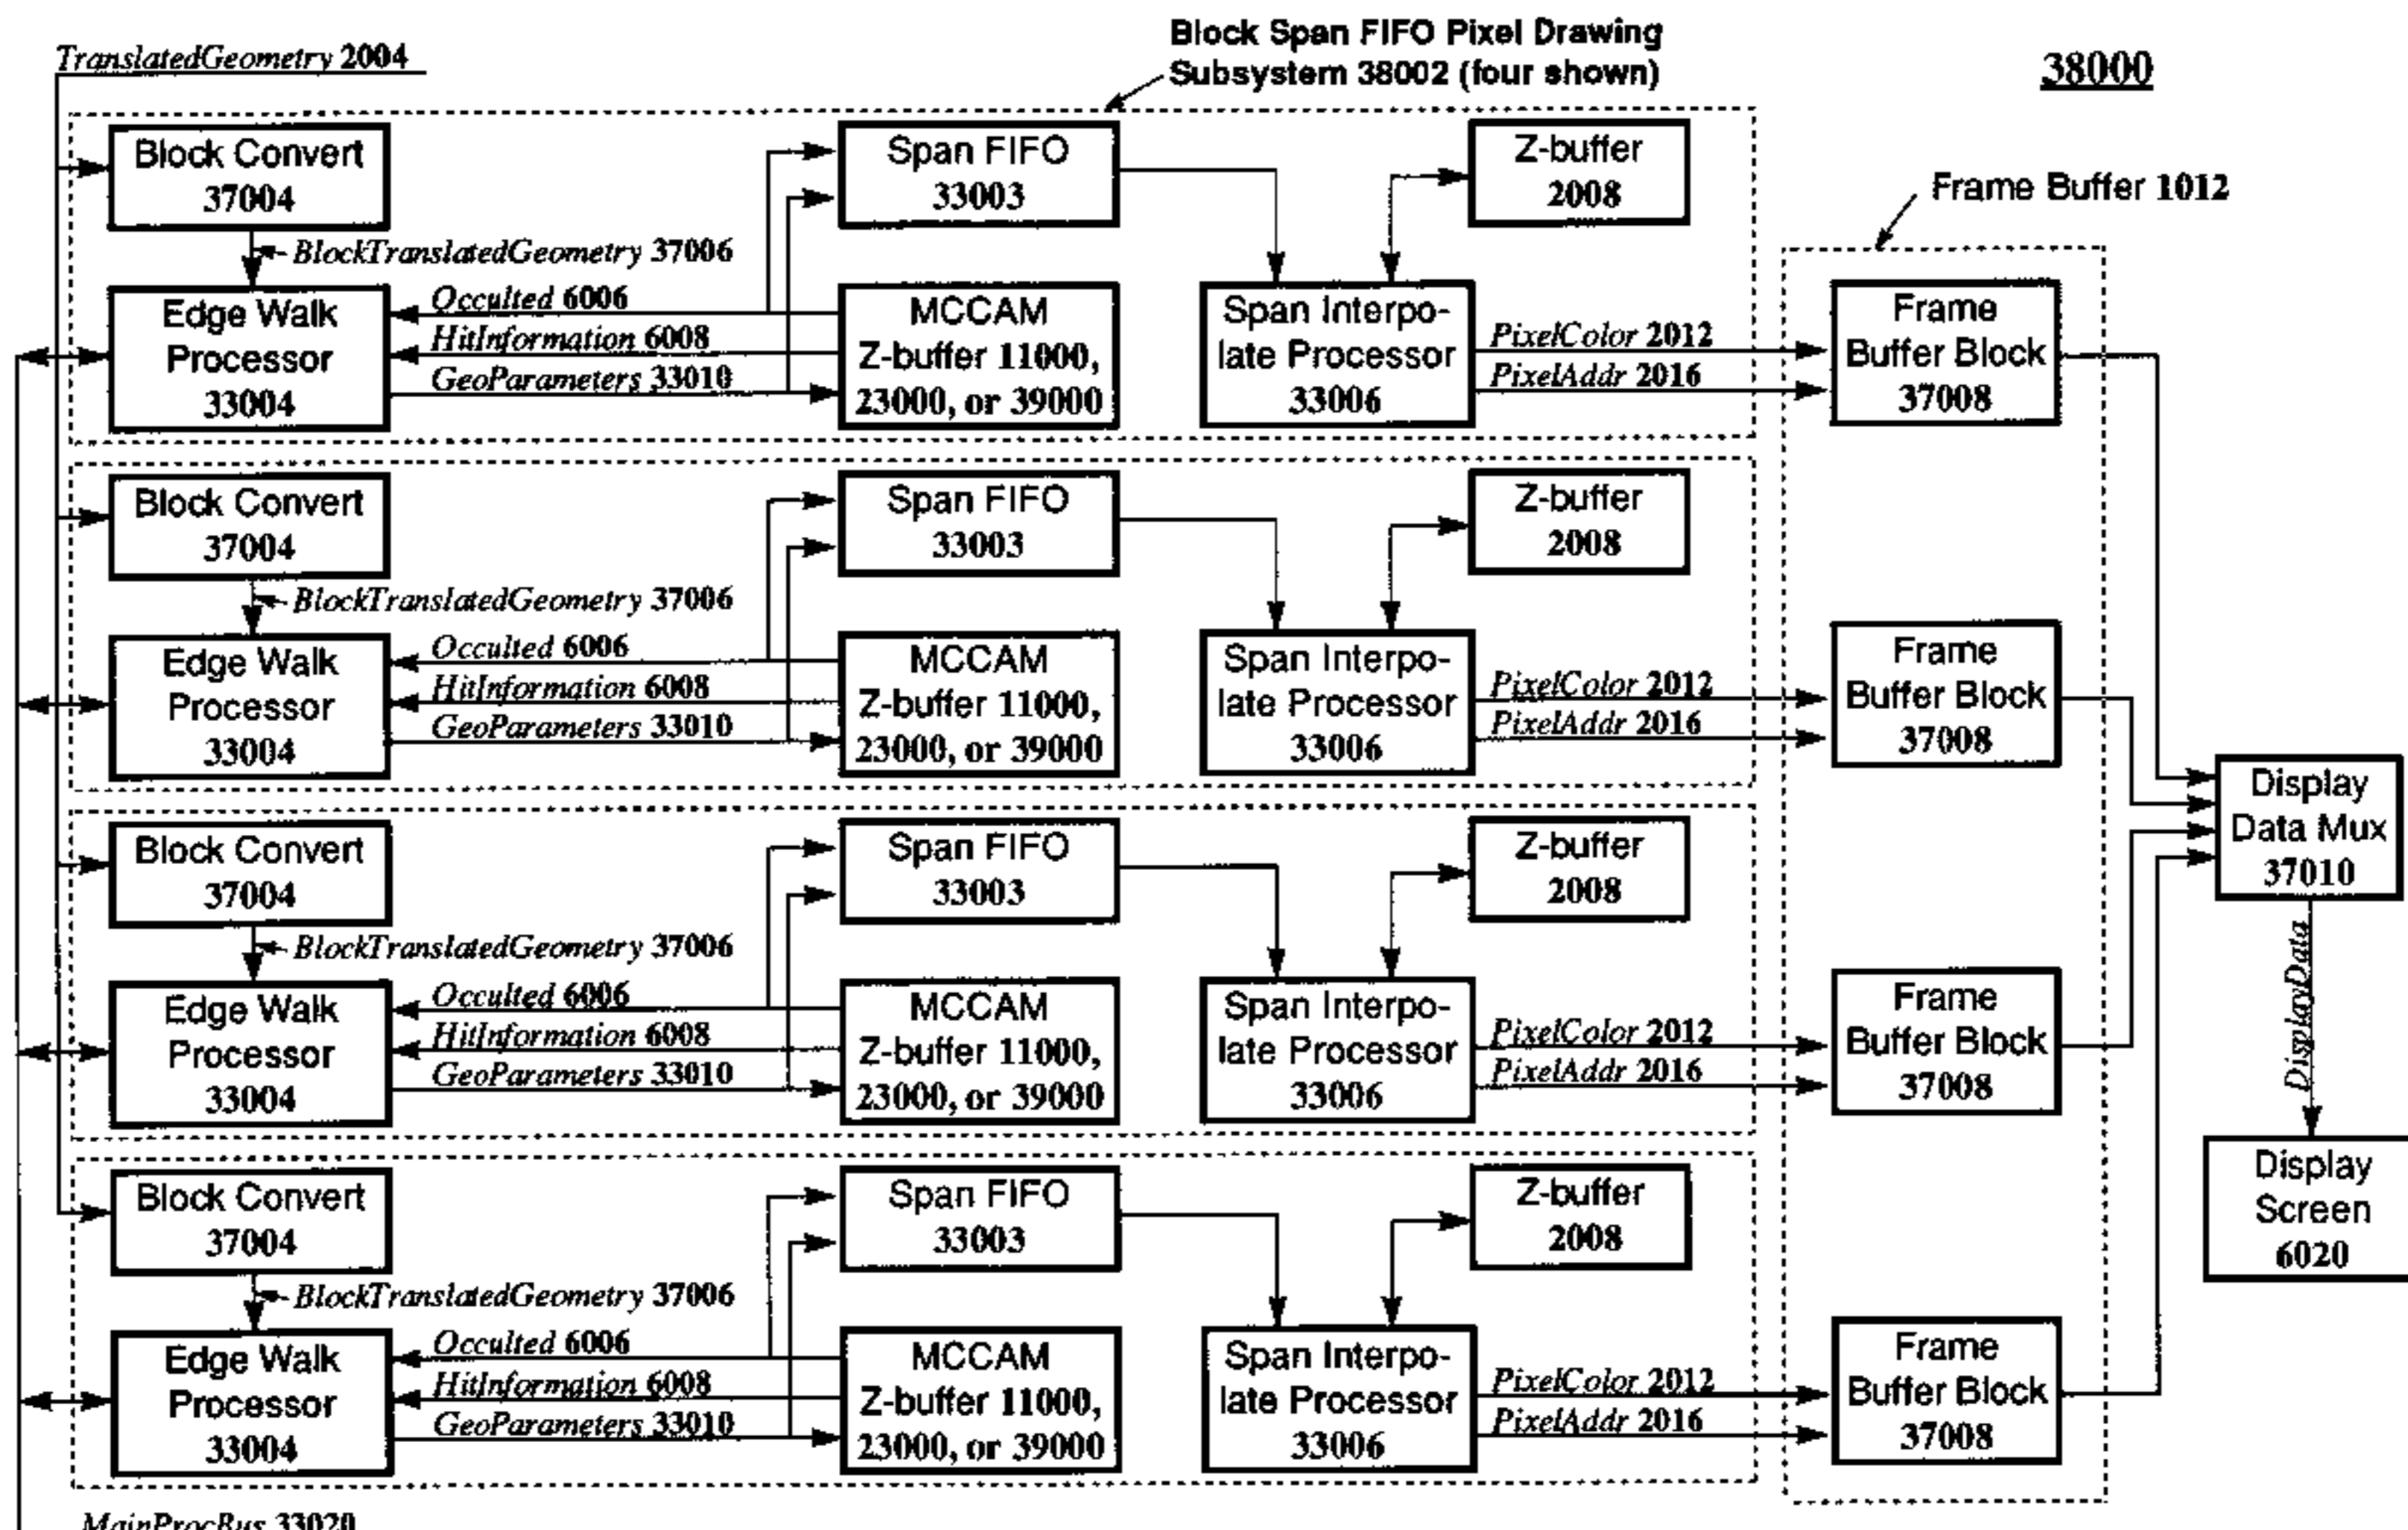 Block Span FIFO Pixel Drawing
Subsystem 38002 (four shown)
38000
TranslatedGeometry 2004
Frame Buffer 1012
Block Convert
37004
BlockTranslatedGeometry 37006
Edge Walk
Processor
33004
Occulted 6006
HitInformation 6008
GeoParameters 33010
Span FIFO
33003
MCCAM
Z-buffer 11000,
23000, or 39000
Z-buffer
2008
Span Interpo-
late Processor
33006
PixelColor 2012
PixelAddr 2016
Frame
Buffer Block
37008
Block Convert
37004
BlockTranslatedGeometry 37006
Edge Walk
Processor
33004
Occulted 6006
HitInformation 6008
GeoParameters 33010
Span FIFO
33003
MCCAM
Z-buffer 11000,
23000, or 39000
Z-buffer
2008
Span Interpo-
late Processor
33006
PixelColor 2012
PixelAddr 2016
Frame
Buffer Block
37008
Block Convert
37004
BlockTranslatedGeometry 37006
Edge Walk
Processor
33004
Occulted 6006
HitInformation 6008
GeoParameters 33010
Span FIFO
33003
MCCAM
Z-buffer 11000,
23000, or 39000
Z-buffer
2008
Span Interpo-
late Processor
33006
PixelColor 2012
PixelAddr 2016
Frame
Buffer Block
37008
Block Convert
37004
BlockTranslatedGeometry 37006
Edge Walk
Processor
33004
Occulted 6006
HitInformation 6008
GeoParameters 33010
Span FIFO
33003
MCCAM
Z-buffer 11000,
23000, or 39000
Z-buffer
2008
Span Interpo-
late Processor
33006
PixelColor 2012
PixelAddr 2016
Frame
Buffer Block
37008
Display
Data Mux
37010
DisplayData
Display
Screen
6020
MainProcBus 33020